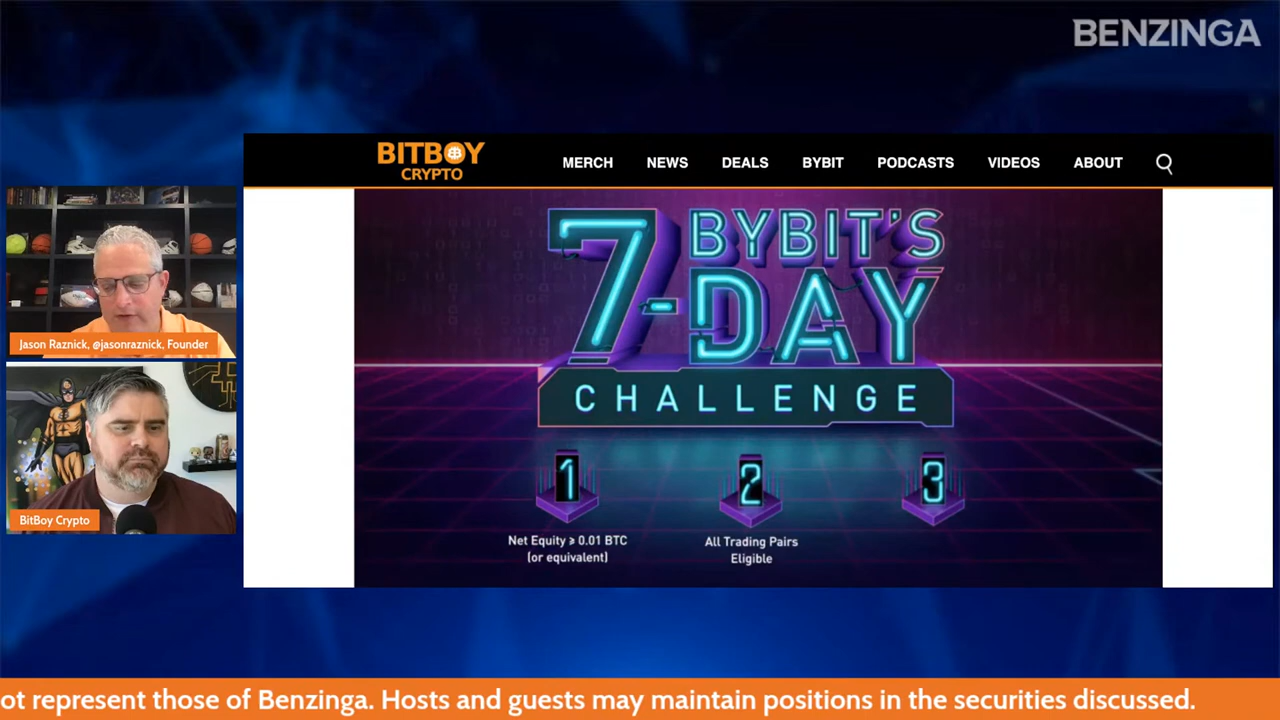 BENZINGA
BITBOY
CRYPTO
MERCH NEWS DEALS BYBIT PODCASTS VIDEOS ABOUT
7-DAY
BYBIT'S
CHALLENGE
1 2 3
Net Equity ≥ 0.01 BTC
(or equivalent)
All Trading Pairs
Eligible
Jason Raznick, @jasonraznick, Founder
BitBoy Crypto
ot represent those of Benzinga. Hosts and guests may maintain positions in the securities discussed.